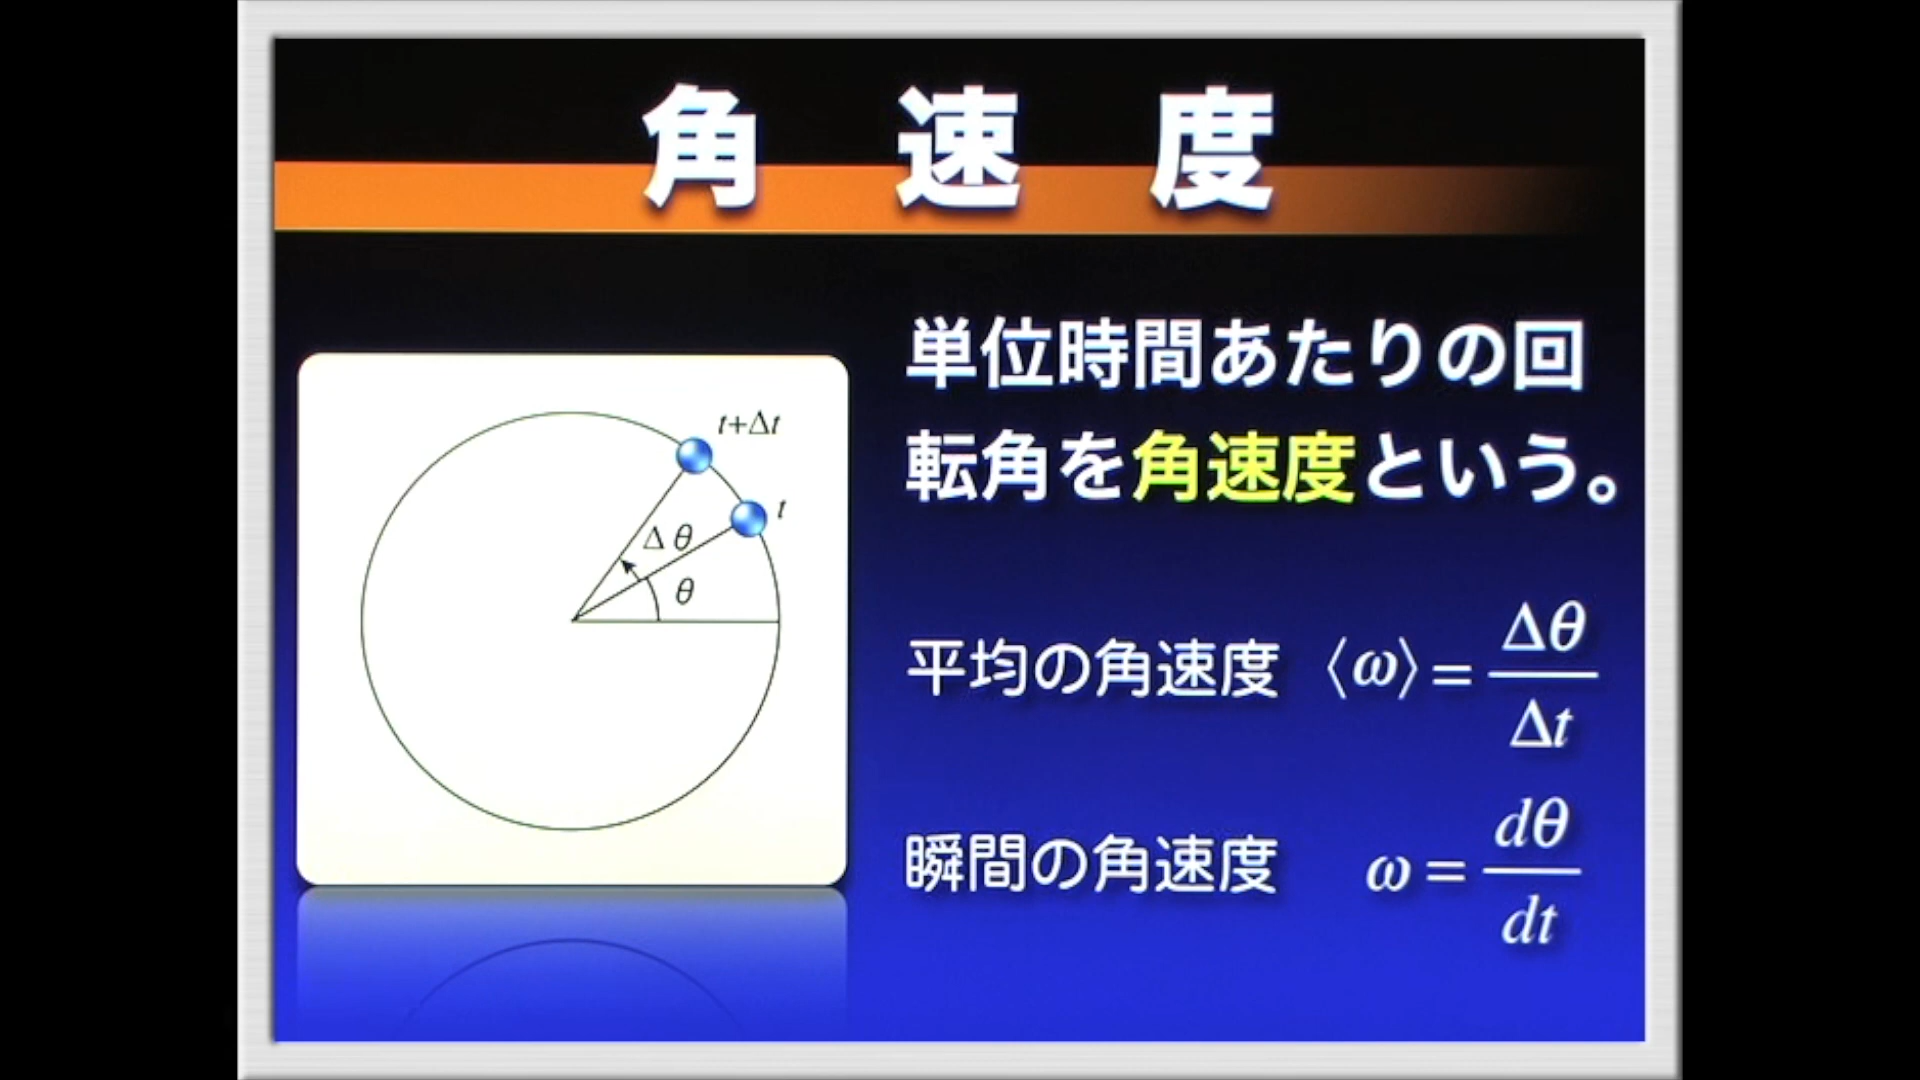 角速度
単位時間あたりの回
転角を角速度という。
t+Δt
t
Δθ
θ
平均の角速度 ⟨ω⟩ = Δθ/Δt
瞬間の角速度 ω = dθ/dt